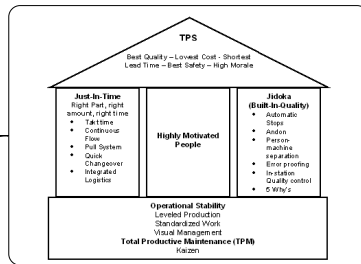 TPS
Best Quality – Lowest Cost - Shortest
Lead Time – Best Safety – High Morale
Just-In-Time
Right Part, right
amount, right time
• Takt time
• Continuous
Flow
• Pull System
• Quick
Changeover
• Integrated
Logistics
Highly Motivated
People
Jidoka
(Built-In-Quality)
• Automatic
Stops
• Andon
• Person-
machine
separation
• Error proofing
• In-station
Quality control
• 5 Why's
Operational Stability
Leveled Production
Standardized Work
Visual Management
Total Productive Maintenance (TPM)
Kaizen